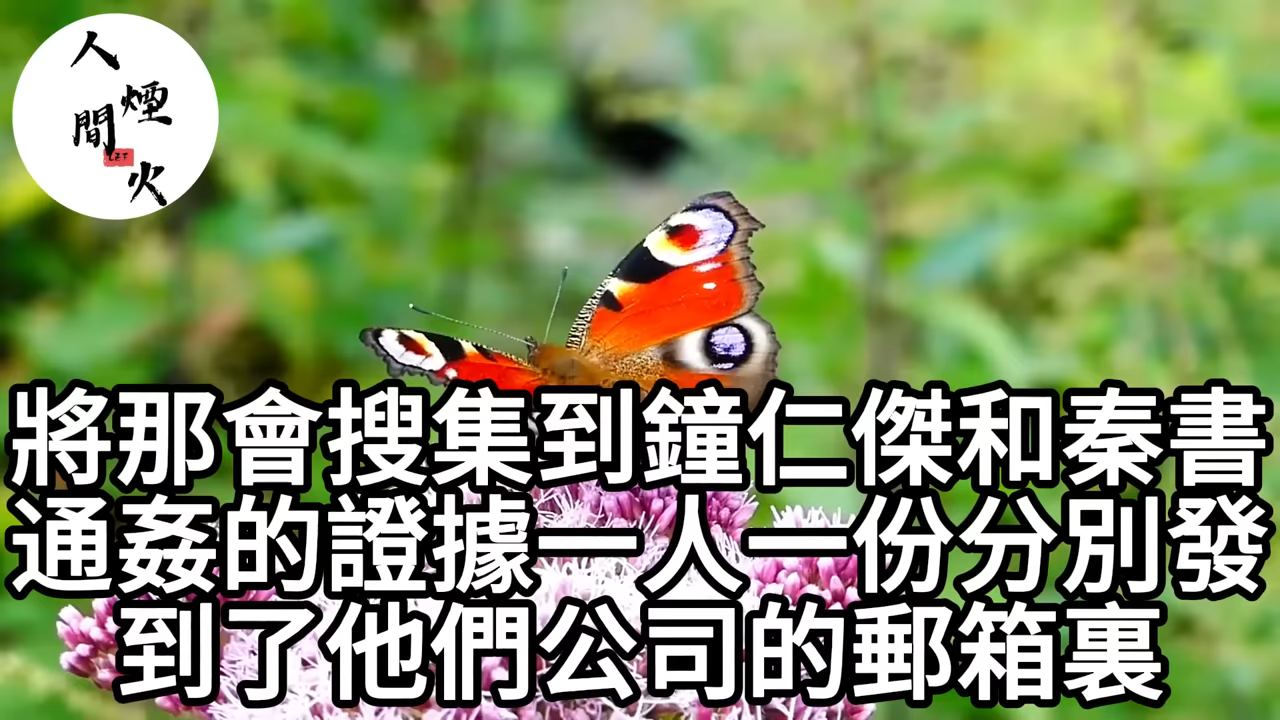 人間煙火
LZT
將那會搜集到鐘仁傑和秦書
通姦的證據一人一份分別發
到了他們公司的郵箱裏